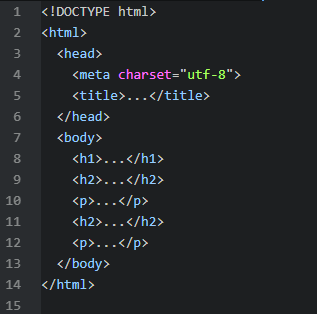 1 <!DOCTYPE html>
2 <html>
3   <head>
4     <meta charset="utf-8">
5     <title>...</title>
6   </head>
7   <body>
8     <h1>...</h1>
9     <h2>...</h2>
10     <p>...</p>
11     <h2>...</h2>
12     <p>...</p>
13   </body>
14 </html>
15